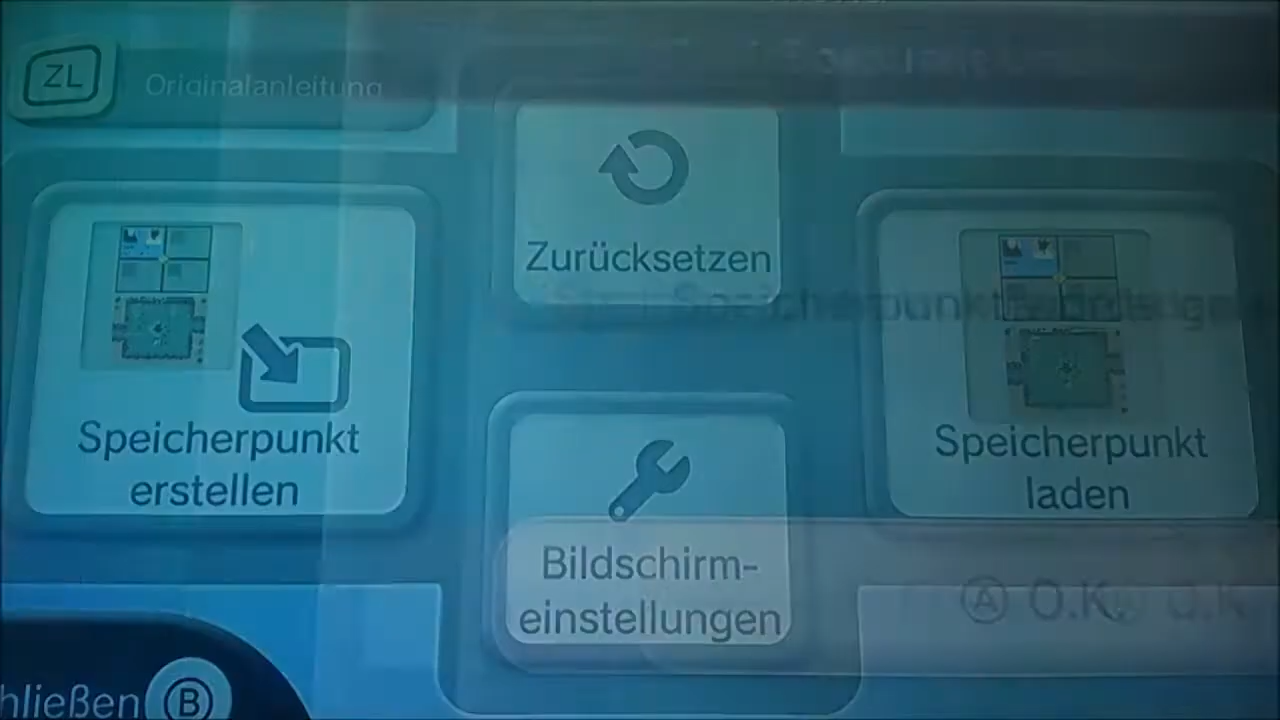 ZL Originalanleitung
Zurücksetzen
Speicherpunkt
erstellen
Speicherpunkt
laden
Bildschirm-
einstellungen
A O.K.
hließen B